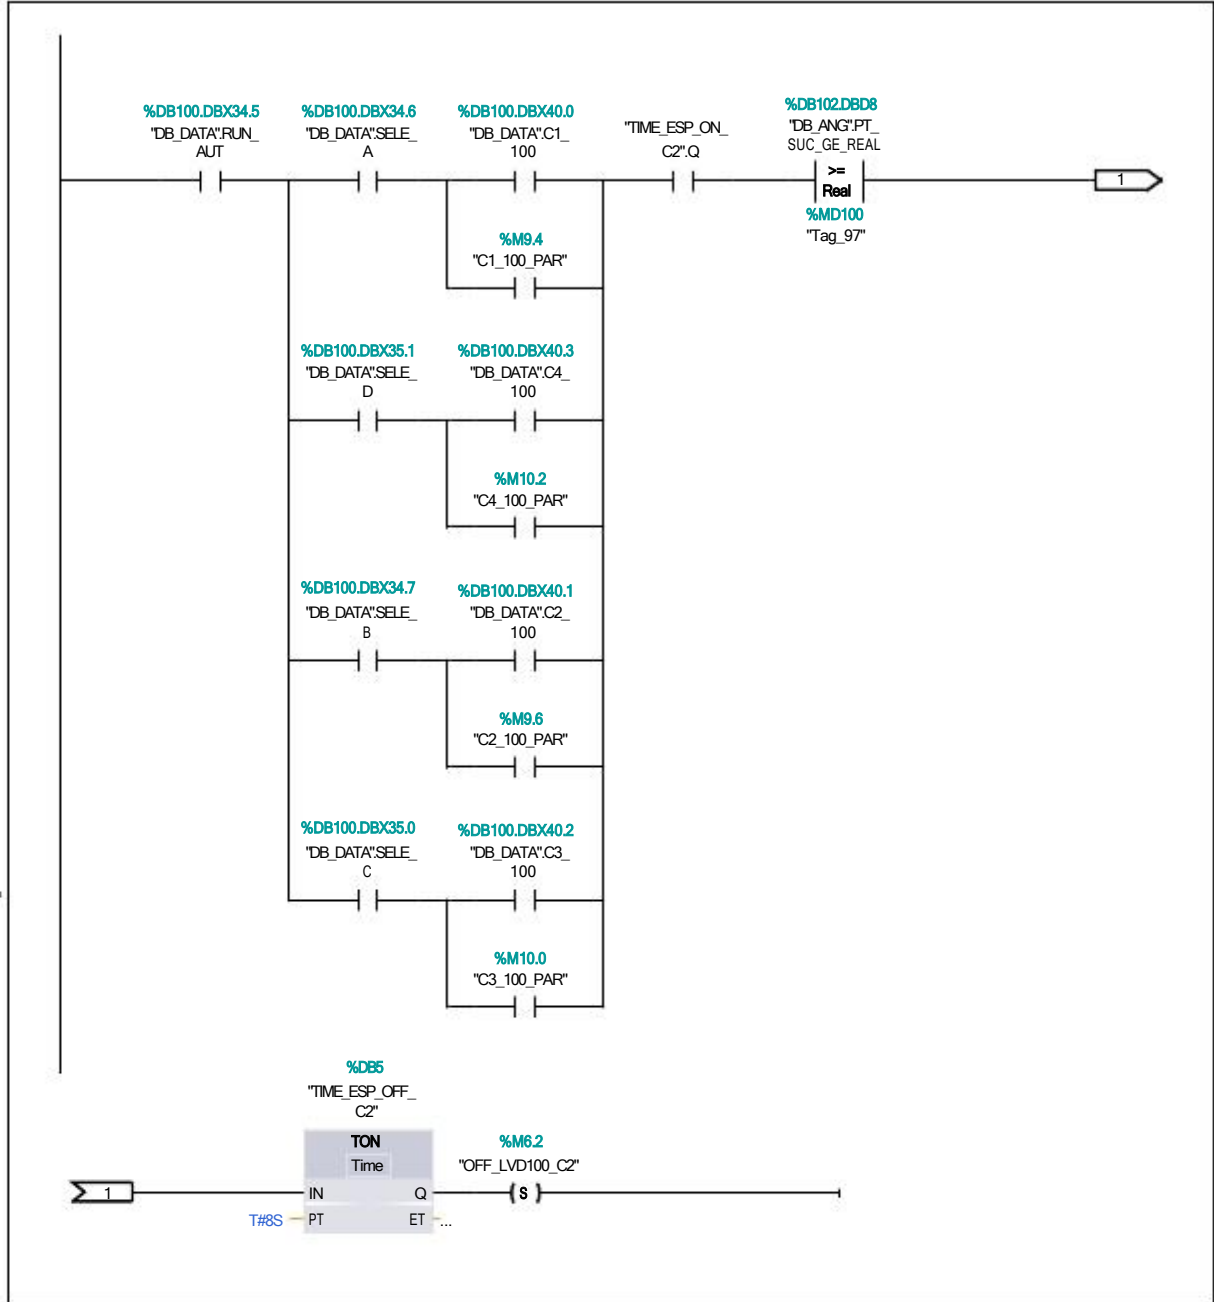 %DB100.DBX34.5
"DB_DATA".RUN_
AUT
%DB100.DBX34.6
"DB_DATA".SELE_
A
%DB100.DBX40.0
"DB_DATA".C1_
100
"TIME_ESP_ON_
C2".Q
%DB102.DBD8
"DB_ANG".PT_
SUC_GE_REAL
>=
Real
%MD100
"Tag_97"
1
%M9.4
"C1_100_PAR"
%DB100.DBX35.1
"DB_DATA".SELE_
D
%DB100.DBX40.3
"DB_DATA".C4_
100
%M10.2
"C4_100_PAR"
%DB100.DBX34.7
"DB_DATA".SELE_
B
%DB100.DBX40.1
"DB_DATA".C2_
100
%M9.6
"C2_100_PAR"
%DB100.DBX35.0
"DB_DATA".SELE_
C
%DB100.DBX40.2
"DB_DATA".C3_
100
%M10.0
"C3_100_PAR"
%DB5
"TIME_ESP_OFF_
C2"
TON
Time
%M6.2
"OFF_LVD100_C2"
1
IN
Q
S
T#8S
PT
ET
...